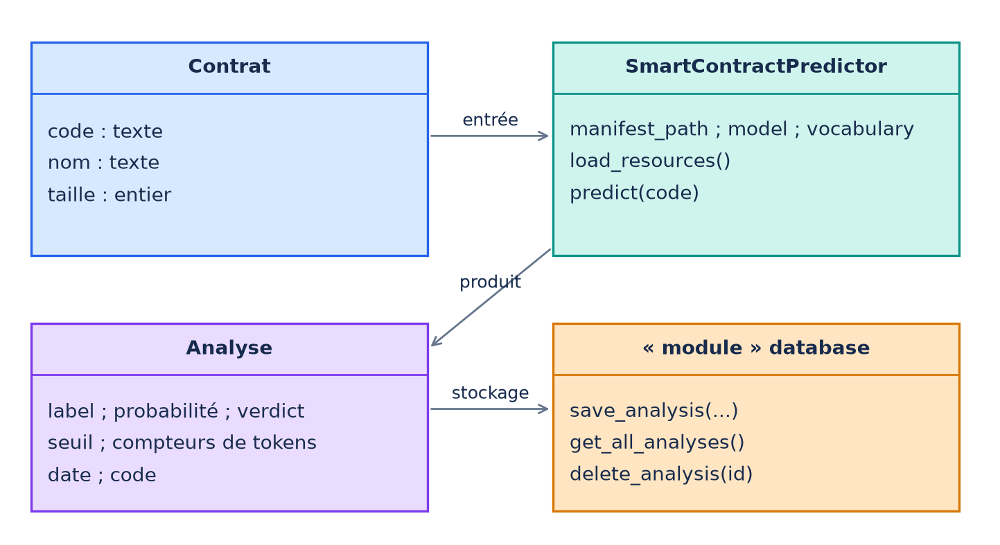 Contrat
code : texte
nom : texte
taille : entier
entrée
SmartContractPredictor
manifest_path ; model ; vocabulary
load_resources()
predict(code)
produit
Analyse
label ; probabilité ; verdict
seuil ; compteurs de tokens
date ; code
stockage
« module » database
save_analysis(...)
get_all_analyses()
delete_analysis(id)